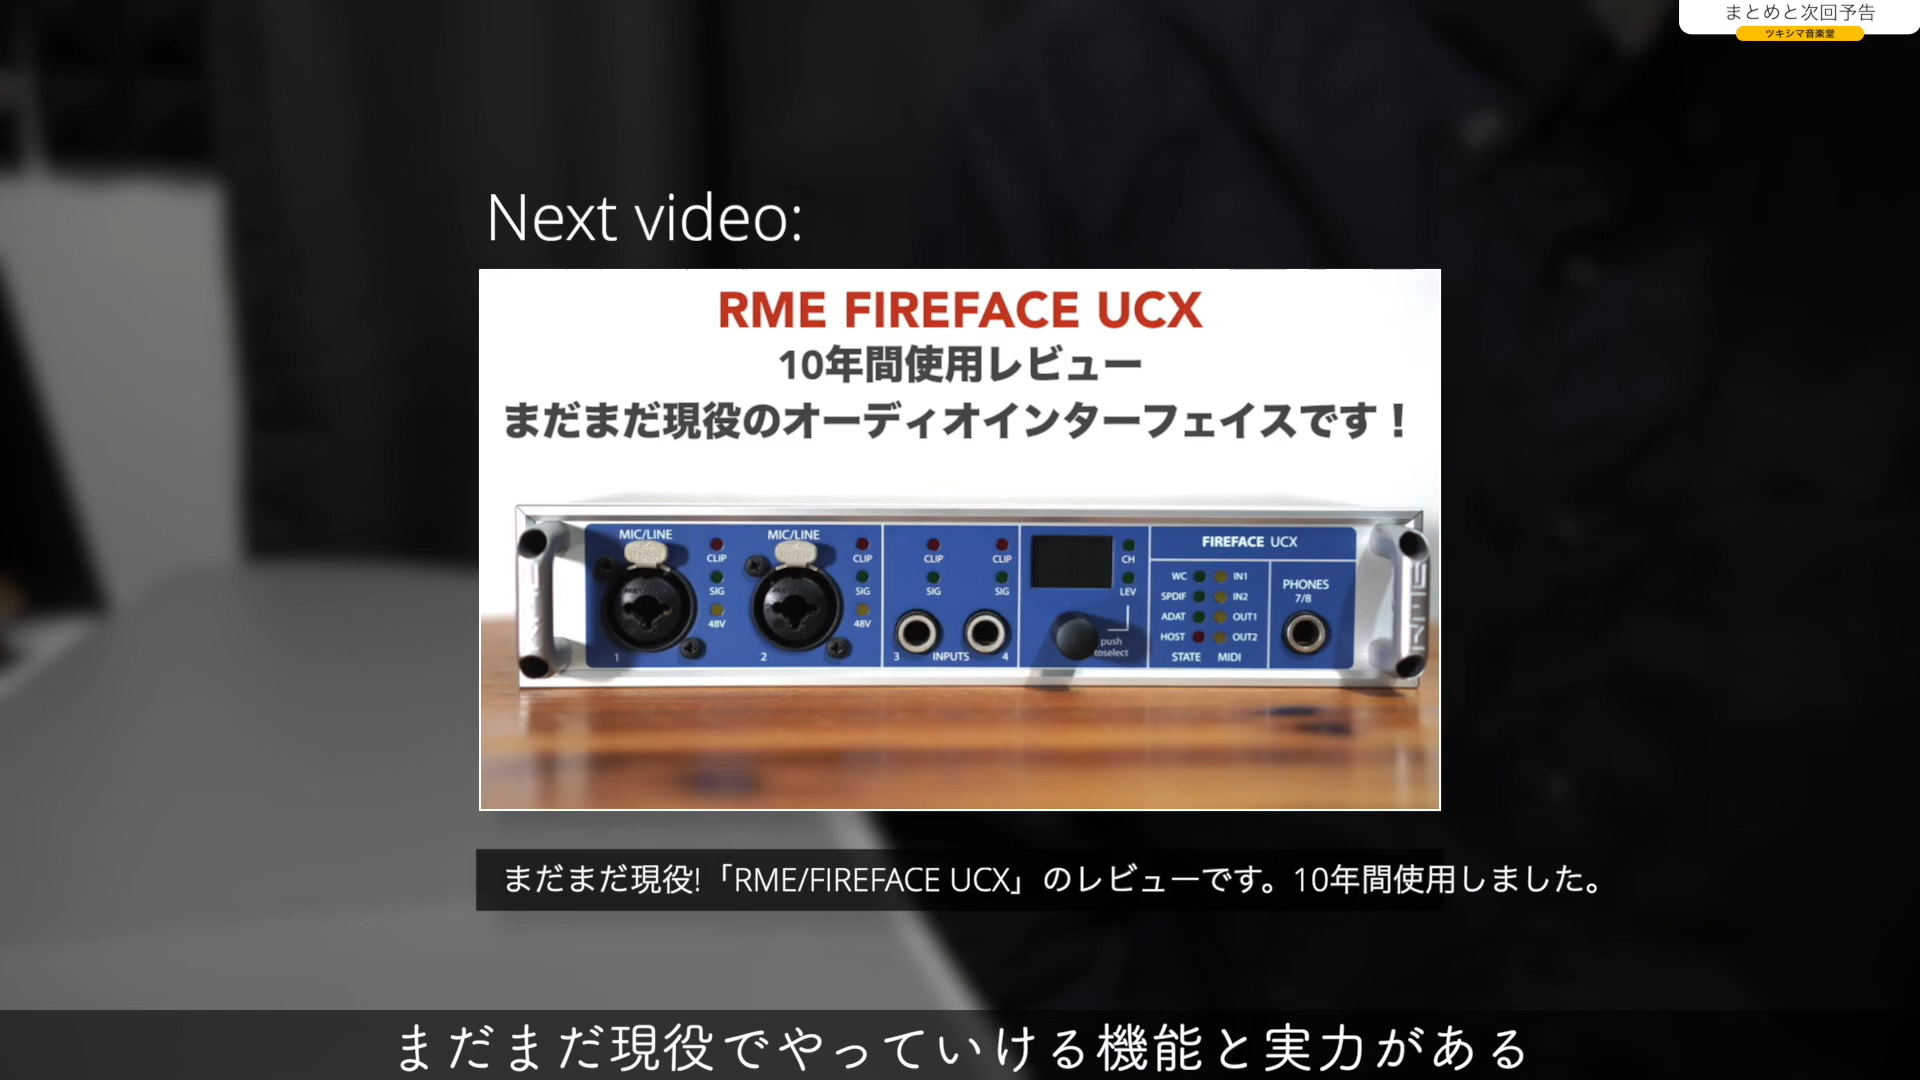 まとめと次回予告
ツキシマ音楽堂
Next video:
RME FIREFACE UCX
10年間使用レビュー
まだまだ現役のオーディオインターフェイスです！
MIC/LINE
MIC/LINE
FIREFACE UCX
CLIP
CLIP
CLIP
CLIP
CH
SIG
SIG
SIG
SIG
LEV
48V
48V
WC
IN1
SPDIF
IN2
ADAT
OUT1
HOST
OUT2
STATE
MIDI
PHONES
7/8
push
toselect
1
2
3
INPUTS
4
RME
まだまだ現役!「RME/FIREFACE UCX」のレビューです。10年間使用しました。
まだまだ現役でやっていける機能と実力がある